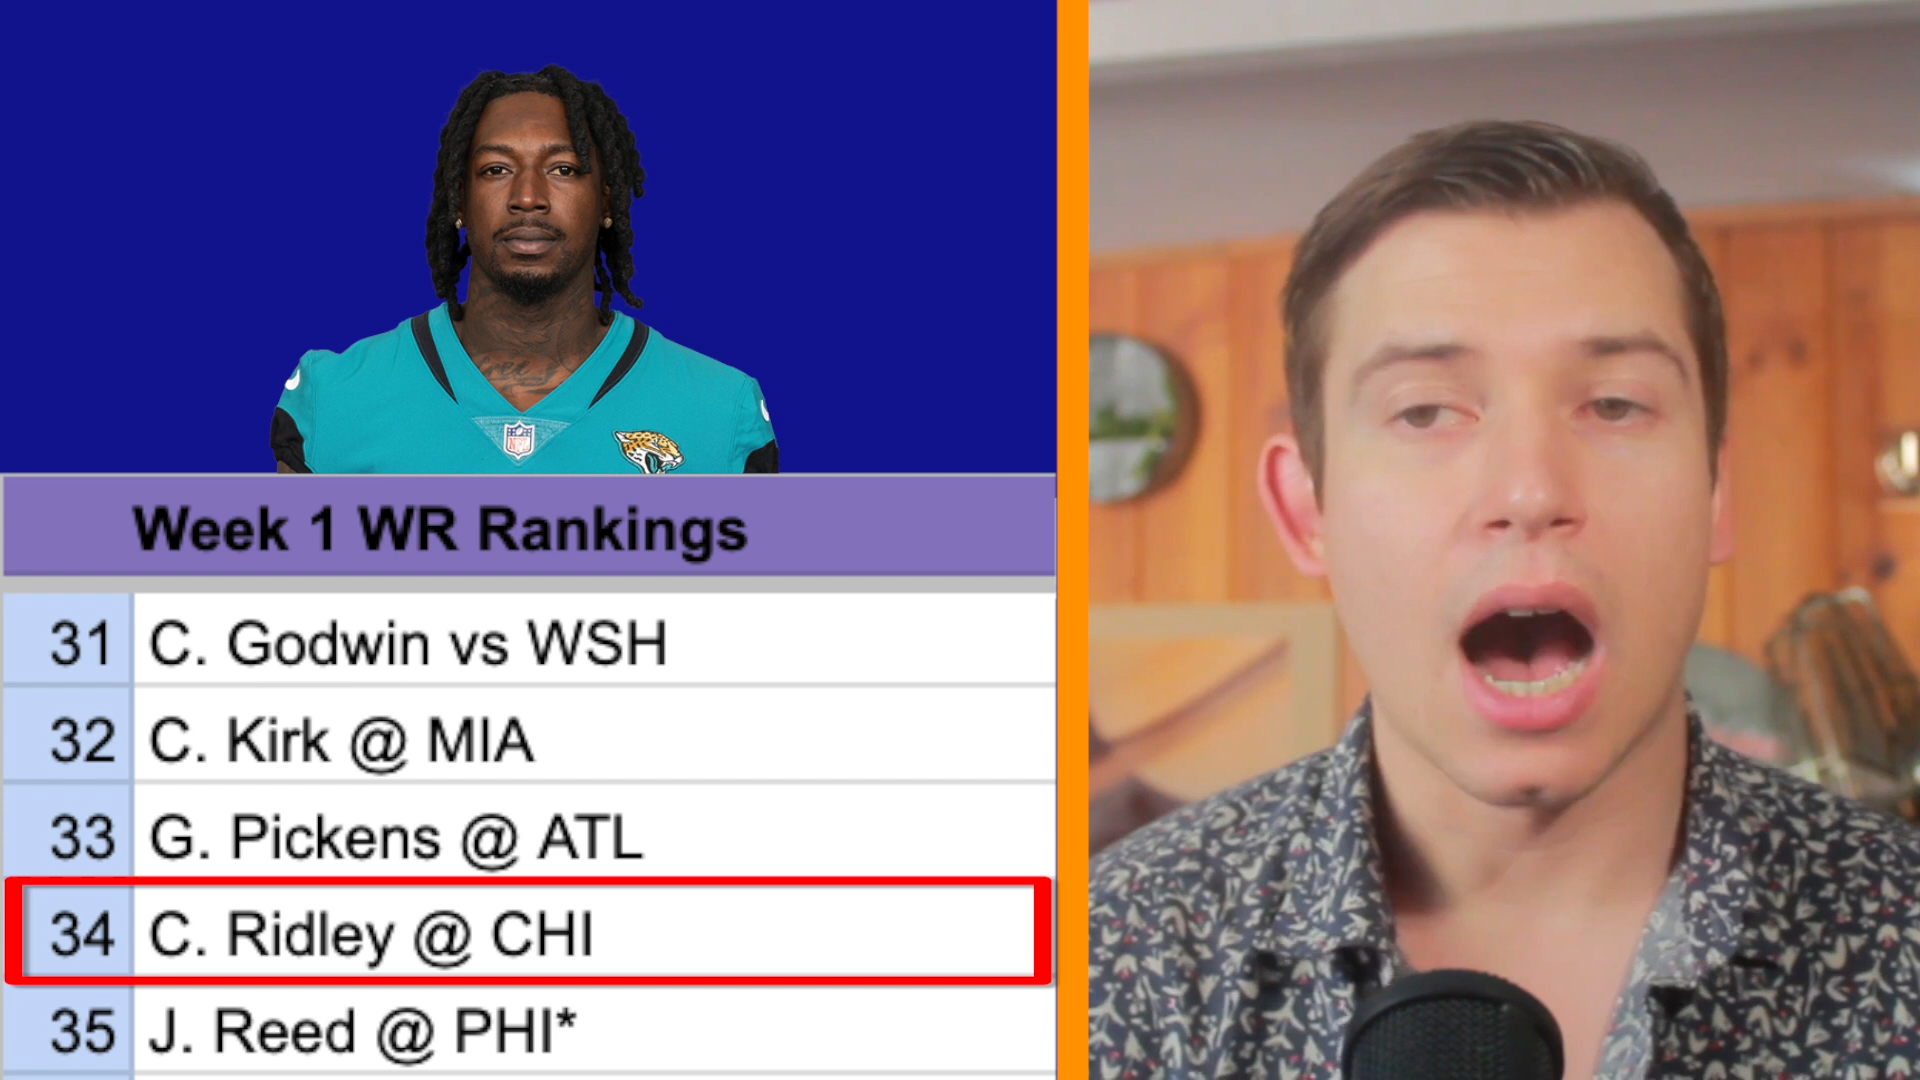 NFL
Week 1 WR Rankings
31 C. Godwin vs WSH
32 C. Kirk @ MIA
33 G. Pickens @ ATL
34 C. Ridley @ CHI
35 J. Reed @ PHI*